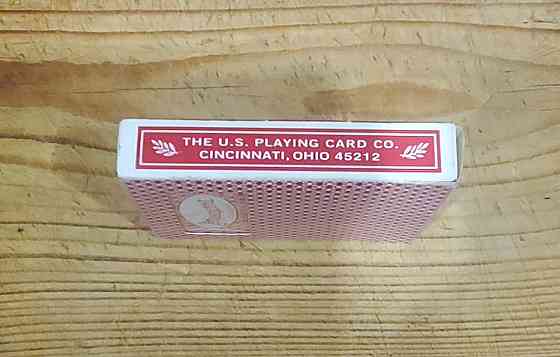 THE U.S. PLAYING CARD CO.
CINCINNATI, OHIO 45212